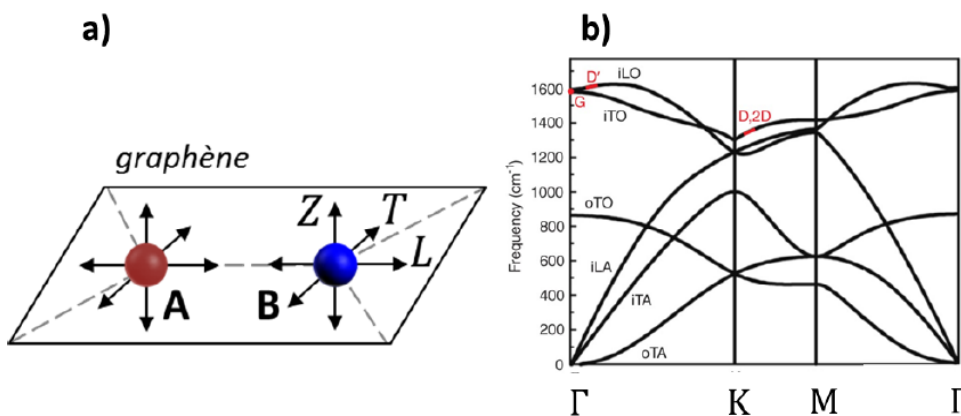 a)
graphène
Z
T
L
A
B
b)
Frequency (cm⁻¹)
1600
1400
1200
1000
800
600
400
200
0
D'
iLO
G
iTO
D,2D
oTO
iLA
iTA
oTA
Γ
K
M